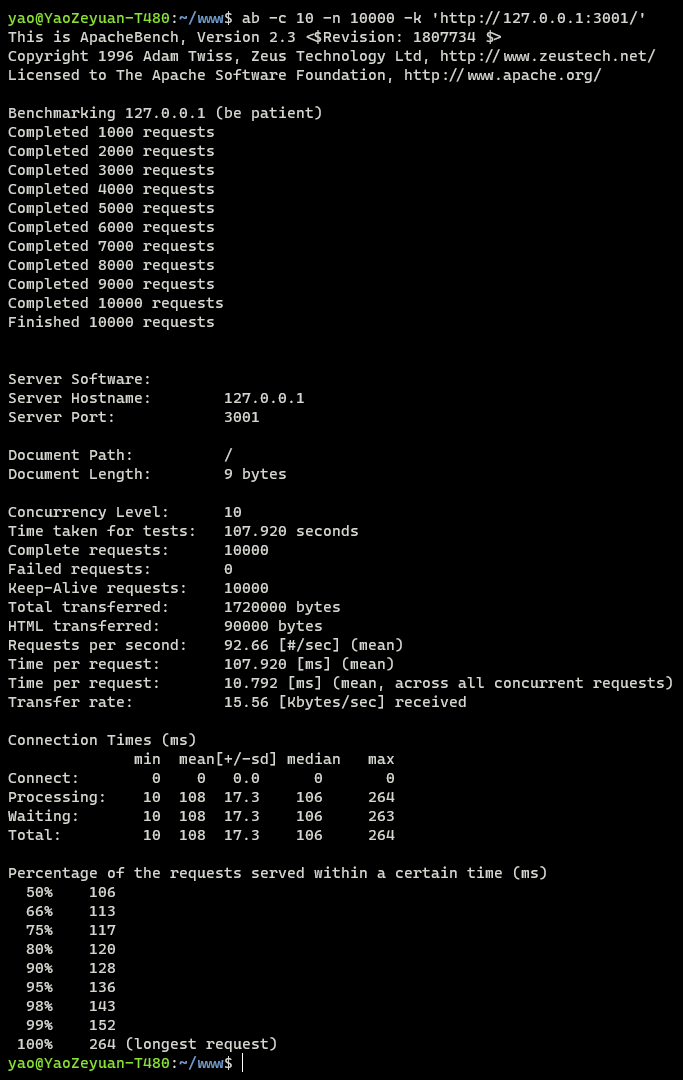 yao@YaoZeyuan-T480:~/www$ ab -c 10 -n 10000 -k 'http://127.0.0.1:3001/'
This is ApacheBench, Version 2.3 <$Revision: 1807734 $>
Copyright 1996 Adam Twiss, Zeus Technology Ltd, http://www.zeustech.net/
Licensed to The Apache Software Foundation, http://www.apache.org/

Benchmarking 127.0.0.1 (be patient)
Completed 1000 requests
Completed 2000 requests
Completed 3000 requests
Completed 4000 requests
Completed 5000 requests
Completed 6000 requests
Completed 7000 requests
Completed 8000 requests
Completed 9000 requests
Completed 10000 requests
Finished 10000 requests

Server Software:
Server Hostname:        127.0.0.1
Server Port:            3001

Document Path:          /
Document Length:        9 bytes

Concurrency Level:      10
Time taken for tests:   107.920 seconds
Complete requests:      10000
Failed requests:        0
Keep-Alive requests:    10000
Total transferred:      1720000 bytes
HTML transferred:       90000 bytes
Requests per second:    92.66 [#/sec] (mean)
Time per request:       107.920 [ms] (mean)
Time per request:       10.792 [ms] (mean, across all concurrent requests)
Transfer rate:          15.56 [Kbytes/sec] received

Connection Times (ms)
              min  mean[+/-sd] median   max
Connect:        0    0   0.0      0       0
Processing:    10  108  17.3    106     264
Waiting:       10  108  17.3    106     263
Total:         10  108  17.3    106     264

Percentage of the requests served within a certain time (ms)
  50%    106
  66%    113
  75%    117
  80%    120
  90%    128
  95%    136
  98%    143
  99%    152
 100%    264 (longest request)
yao@YaoZeyuan-T480:~/www$